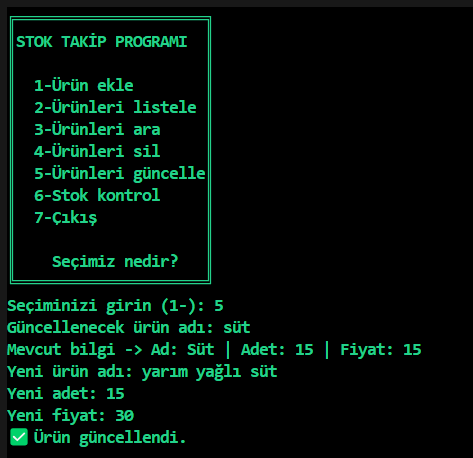 STOK TAKİP PROGRAMI
1-Ürün ekle
2-Ürünleri listele
3-Ürünleri ara
4-Ürünleri sil
5-Ürünleri güncelle
6-Stok kontrol
7-Çıkış
Seçimiz nedir?
Seçiminizi girin (1-): 5
Güncellenecek ürün adı: süt
Mevcut bilgi -> Ad: Süt | Adet: 15 | Fiyat: 15
Yeni ürün adı: yarım yağlı süt
Yeni adet: 15
Yeni fiyat: 30
✅ Ürün güncellendi.